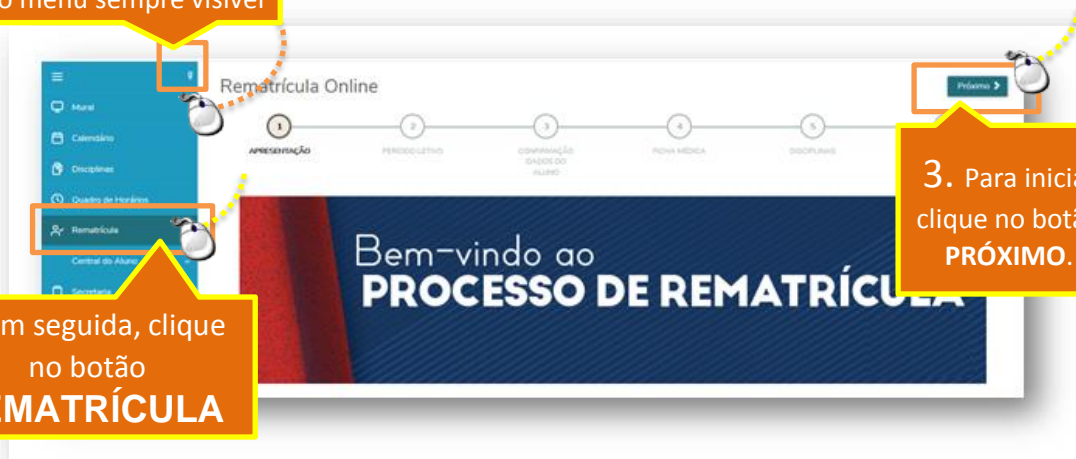 o menu sempre visível
Rematrícula Online
Próximo
Mural
Calendário
Disciplinas
Quadro de Horários
Rematrícula
Central do Aluno
Secretaria
1
2
3
4
5
APRESENTAÇÃO
PERÍODO LETIVO
CONFIRMAÇÃO
DADOS DO
ALUNO
FICHA MÉDICA
DISCIPLINAS
3. Para inicia
clique no botã
PRÓXIMO.
Bem-vindo ao
PROCESSO DE REMATRÍCULA
m seguida, clique
no botão
EMATRÍCULA